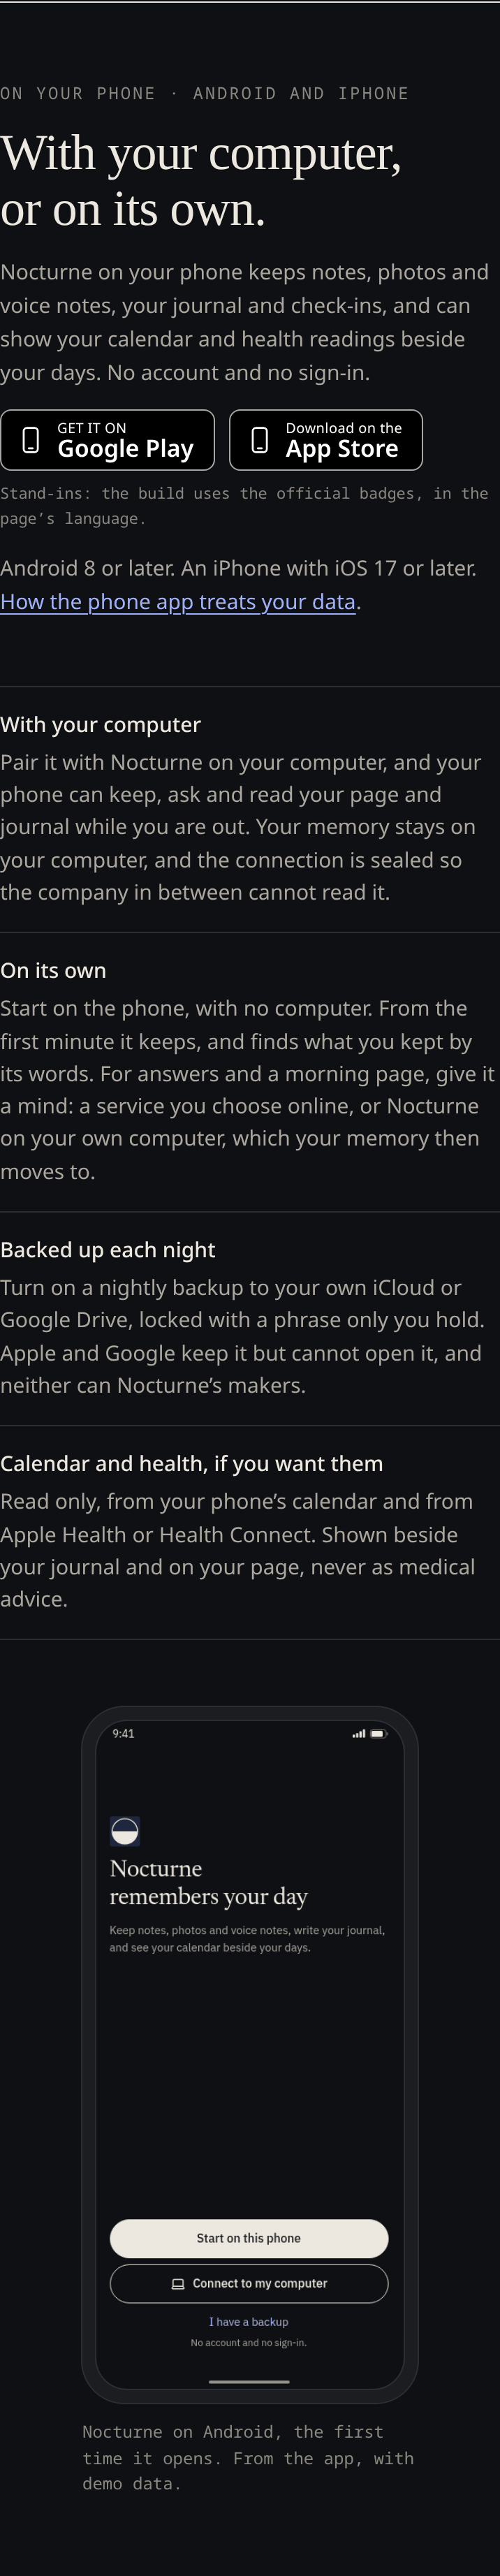 ON YOUR PHONE · ANDROID AND IPHONE
With your computer,
or on its own.
Nocturne on your phone keeps notes, photos and
voice notes, your journal and check-ins, and can
show your calendar and health readings beside
your days. No account and no sign-in.
GET IT ON
Google Play
Download on the
App Store
Stand-ins: the build uses the official badges, in the
page’s language.
Android 8 or later. An iPhone with iOS 17 or later.
How the phone app treats your data.
With your computer
Pair it with Nocturne on your computer, and your
phone can keep, ask and read your page and
journal while you are out. Your memory stays on
your computer, and the connection is sealed so
the company in between cannot read it.
On its own
Start on the phone, with no computer. From the
first minute it keeps, and finds what you kept by
its words. For answers and a morning page, give it
a mind: a service you choose online, or Nocturne
on your own computer, which your memory then
moves to.
Backed up each night
Turn on a nightly backup to your own iCloud or
Google Drive, locked with a phrase only you hold.
Apple and Google keep it but cannot open it, and
neither can Nocturne’s makers.
Calendar and health, if you want them
Read only, from your phone’s calendar and from
Apple Health or Health Connect. Shown beside
your journal and on your page, never as medical
advice.
9:41
Nocturne
remembers your day
Keep notes, photos and voice notes, write your journal,
and see your calendar beside your days.
Start on this phone
Connect to my computer
I have a backup
No account and no sign-in.
Nocturne on Android, the first
time it opens. From the app, with
demo data.